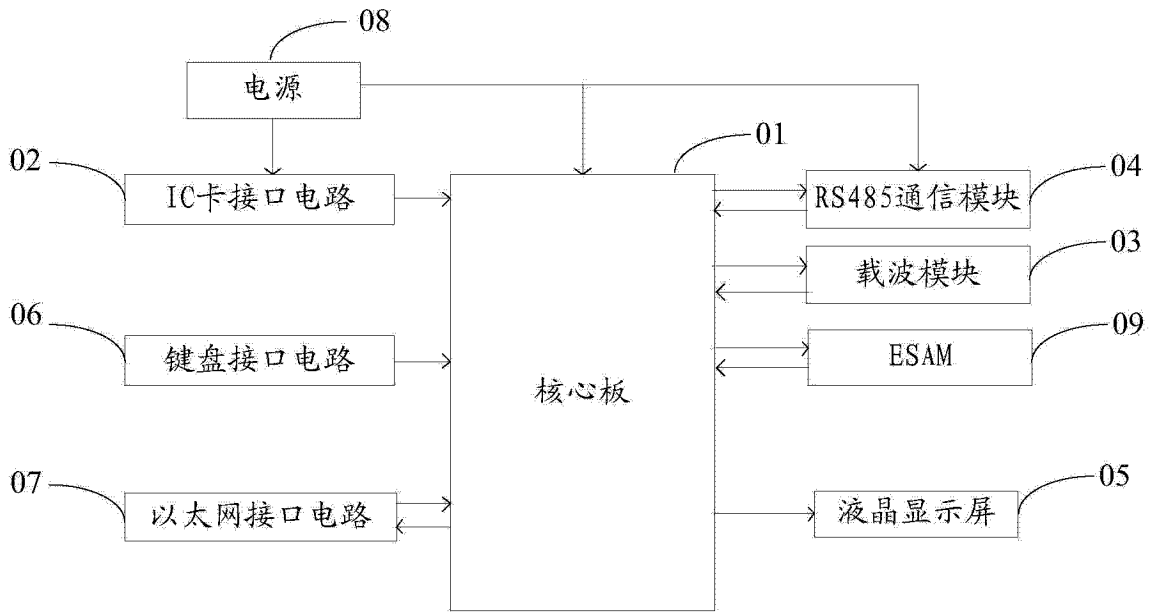 08
电源
01
02
IC卡接口电路
04
RS485通信模块
03
载波模块
06
键盘接口电路
09
ESAM
核心板
07
以太网接口电路
05
液晶显示屏